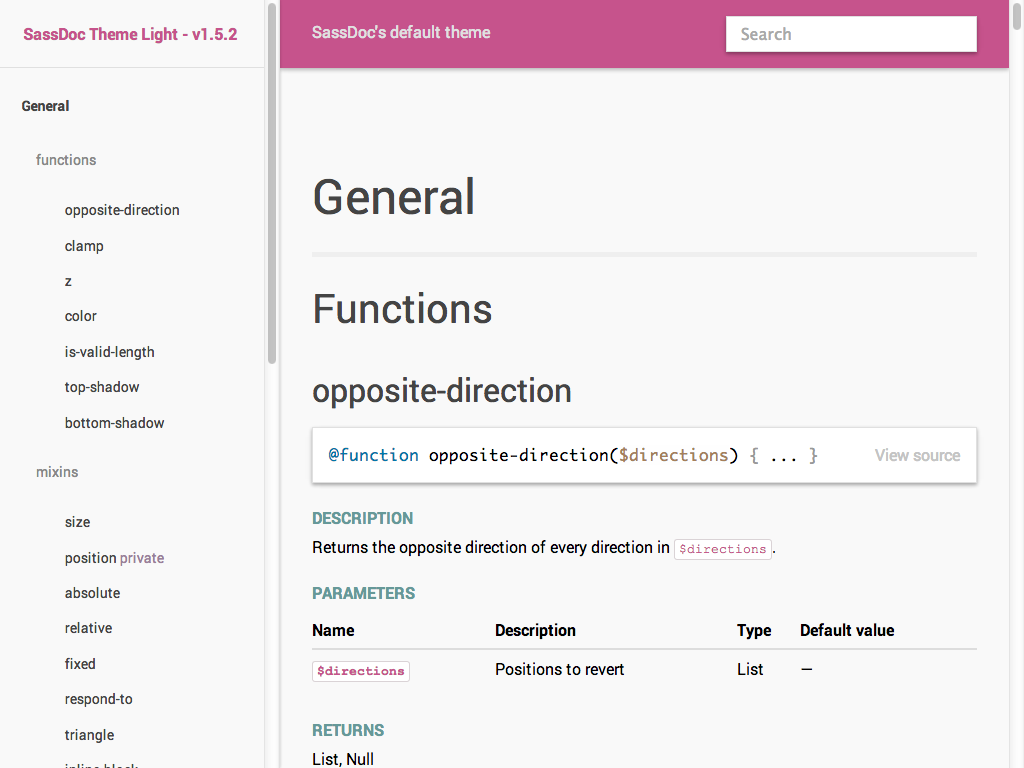 SassDoc Theme Light - v1.5.2
General
functions
opposite-direction
clamp
z
color
is-valid-length
top-shadow
bottom-shadow
mixins
size
position private
absolute
relative
fixed
respond-to
triangle
inline-block
SassDoc's default theme
Search
General
Functions
opposite-direction
@function opposite-direction($directions) { ... }
View source
DESCRIPTION
Returns the opposite direction of every direction in $directions.
PARAMETERS
Name Description Type Default value
$directions Positions to revert List —
RETURNS
List, Null